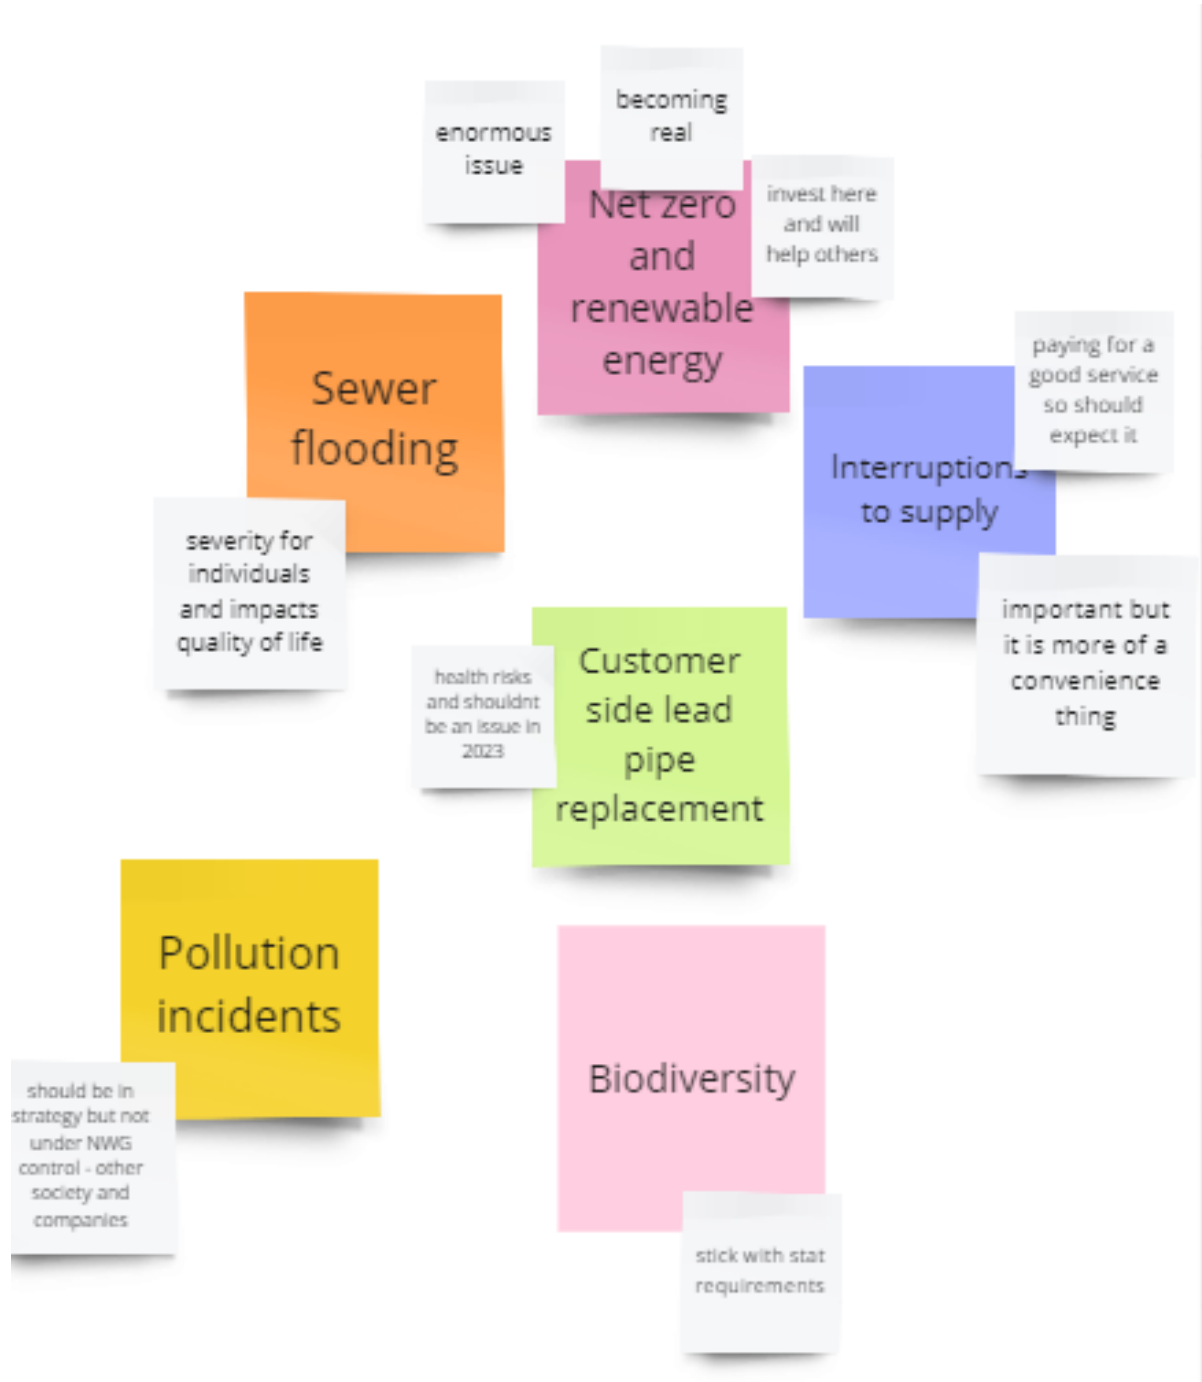 becoming
real
enormous
issue
Net zero
and
renewable
energy
invest here
and will
help others
Sewer
flooding
severity for
individuals
and impacts
quality of life
paying for a
good service
so should
expect it
Interruptions
to supply
important but
it is more of a
convenience
thing
Customer
side lead
pipe
replacement
health risks
and shouldnt
be an issue in
2023
Pollution
incidents
should be in
strategy but not
under NWG
control - other
society and
companies
Biodiversity
stick with stat
requirements